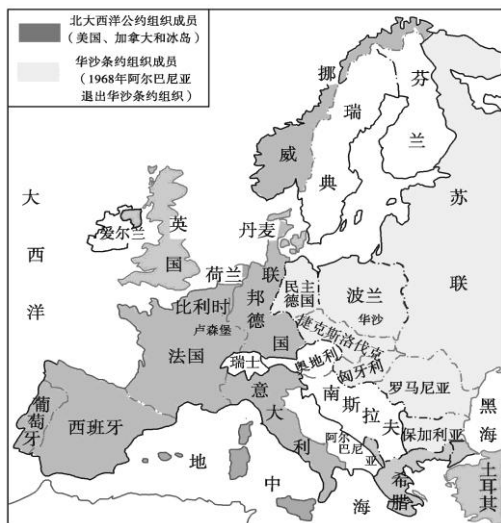 北大西洋公约组织成员
（美国、加拿大和冰岛）
华沙条约组织成员
（1968年阿尔巴尼亚
退出华沙条约组织）
挪威
瑞典
芬兰
苏联
大西洋
爱尔兰
英国
丹麦
荷兰
比利时
卢森堡
联邦德国
民主
德国
波兰
华沙
捷克斯洛伐克
法国
瑞士
奥地利
匈牙利
罗马尼亚
南斯拉夫
意大利
葡萄牙
西班牙
阿尔巴尼亚
保加利亚
黑海
希腊
土耳其
地中海